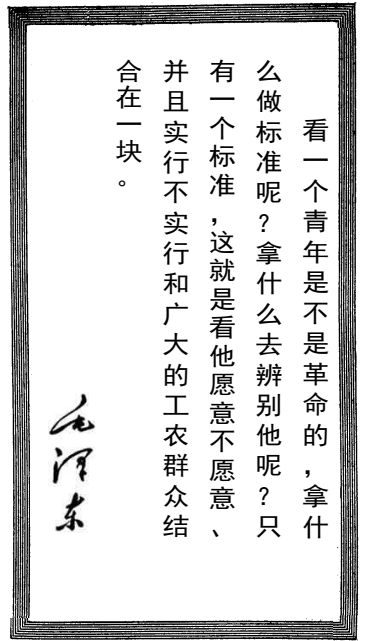 看一个青年是不是革命的，拿什
么做标准呢？拿什么去辨别他呢？只
有一个标准，这就是看他愿意不愿意、
并且实行不实行和广大的工农群众结
合在一块。
毛泽东